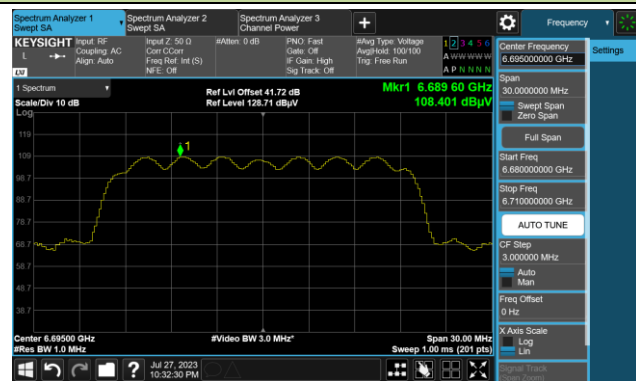 Spectrum Analyzer 1
Swept SA
Spectrum Analyzer 2
Swept SA
Spectrum Analyzer 3
Channel Power
+
Frequency
KEYSIGHT
L
LXI
Input: RF
Coupling: AC
Align: Auto
Input Z: 50 Ω
Corr CCorr
Freq Ref: Int (S)
NFE: Off
#Atten: 0 dB
PNO: Fast
Gate: Off
IF Gain: High
Sig Track: Off
#Avg Type: Voltage
Avg|Hold: 100/100
Trig: Free Run
1 2 3 4 5 6
A W W W W W
A P N N N N
1 Spectrum
Scale/Div 10 dB
Log
Ref Lvl Offset 41.72 dB
Ref Level 128.71 dBµV
Mkr1 6.689 60 GHz
108.401 dBµV
1
119
109
98.7
88.7
78.7
68.7
58.7
48.7
38.7
Center 6.69500 GHz
#Res BW 1.0 MHz
#Video BW 3.0 MHz*
Span 30.00 MHz
Sweep 1.00 ms (201 pts)
?
Jul 27, 2023
10:32:30 PM
Center Frequency
6.695000000 GHz
Span
30.0000000 MHz
Swept Span
Zero Span
Full Span
Start Freq
6.680000000 GHz
Stop Freq
6.710000000 GHz
AUTO TUNE
CF Step
3.000000 MHz
Auto
Man
Freq Offset
0 Hz
X Axis Scale
Log
Lin
Signal Track
(Span Zoom)
Settings